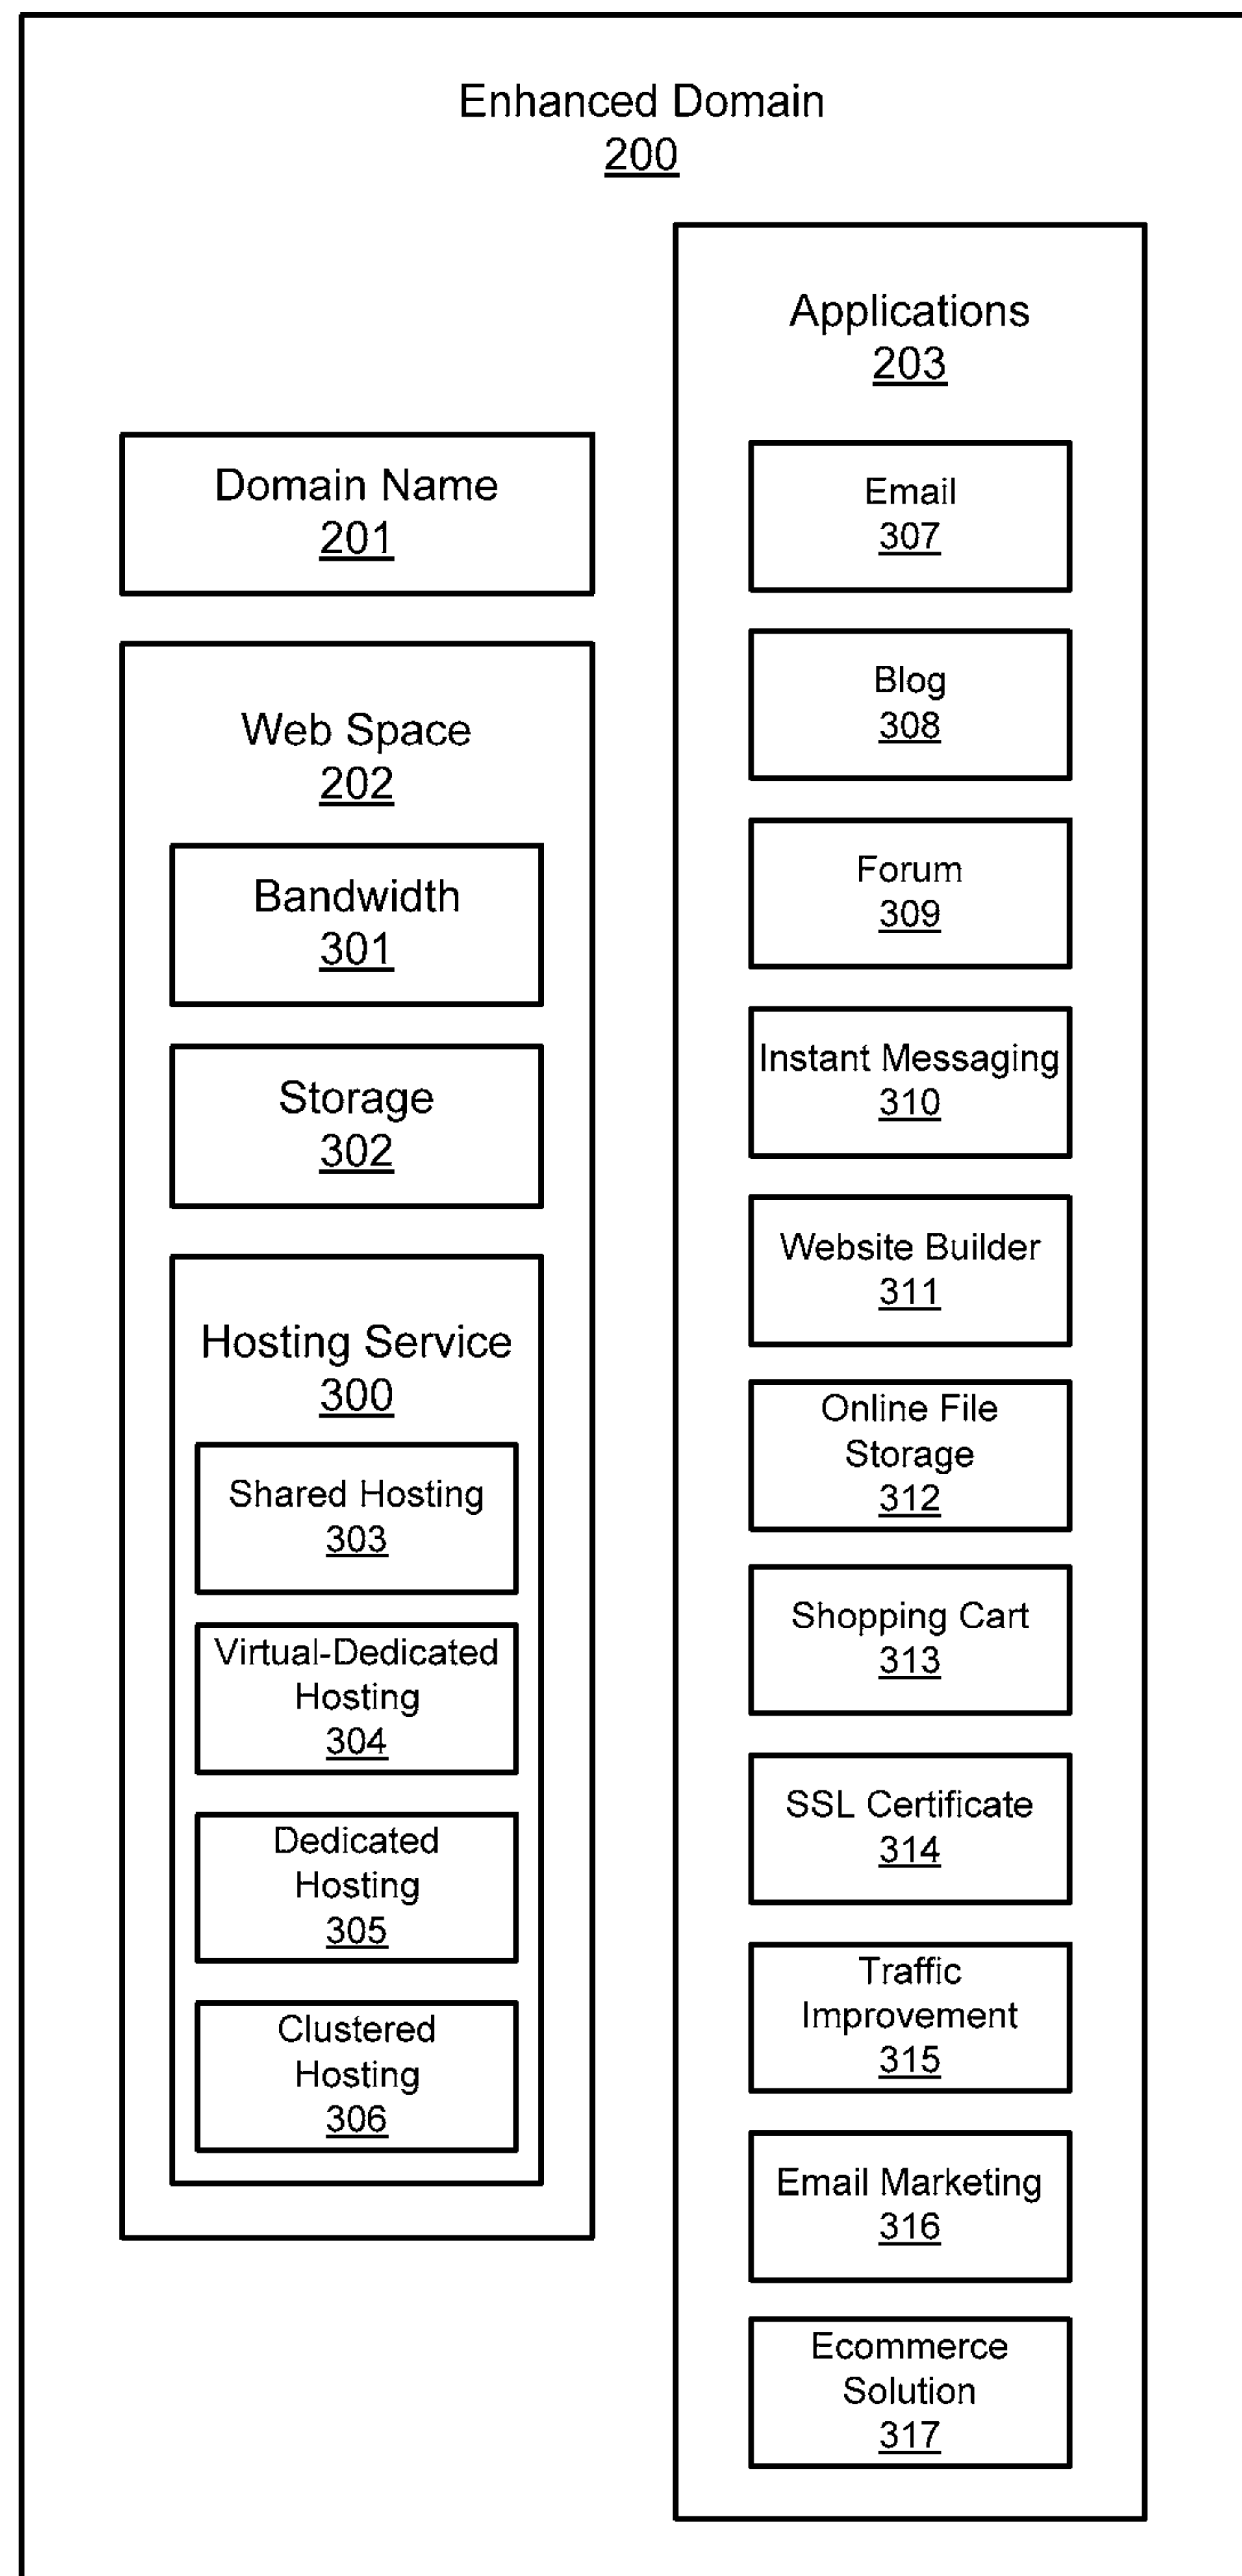 Enhanced Domain
200
Domain Name
201
Web Space
202
Bandwidth
301
Storage
302
Hosting Service
300
Shared Hosting
303
Virtual-Dedicated
Hosting
304
Dedicated
Hosting
305
Clustered
Hosting
306
Applications
203
Email
307
Blog
308
Forum
309
Instant Messaging
310
Website Builder
311
Online File
Storage
312
Shopping Cart
313
SSL Certificate
314
Traffic
Improvement
315
Email Marketing
316
Ecommerce
Solution
317